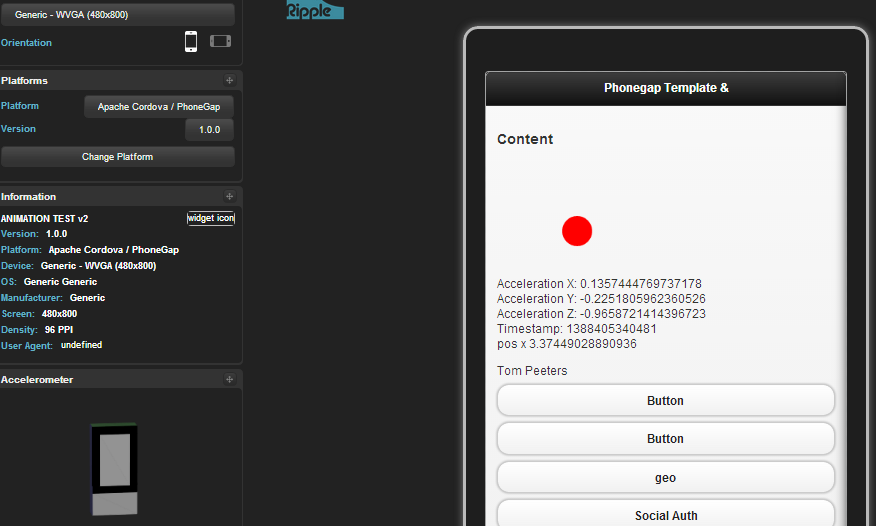 Generic - WVGA (480x800)
Orientation
Platforms
Platform Apache Cordova / PhoneGap
Version 1.0.0
Change Platform
Information
ANIMATION TEST v2 widget icon
Version: 1.0.0
Platform: Apache Cordova / PhoneGap
Device: Generic - WVGA (480x800)
OS: Generic Generic
Manufacturer: Generic
Screen: 480x800
Density: 96 PPI
User Agent: undefined
Accelerometer
Ripple
Phonegap Template &
Content
Acceleration X: 0.1357444769737178
Acceleration Y: -0.2251805962360526
Acceleration Z: -0.9658721414396723
Timestamp: 1388405340481
pos x 3.37449028890936
Tom Peeters
Button
Button
geo
Social Auth